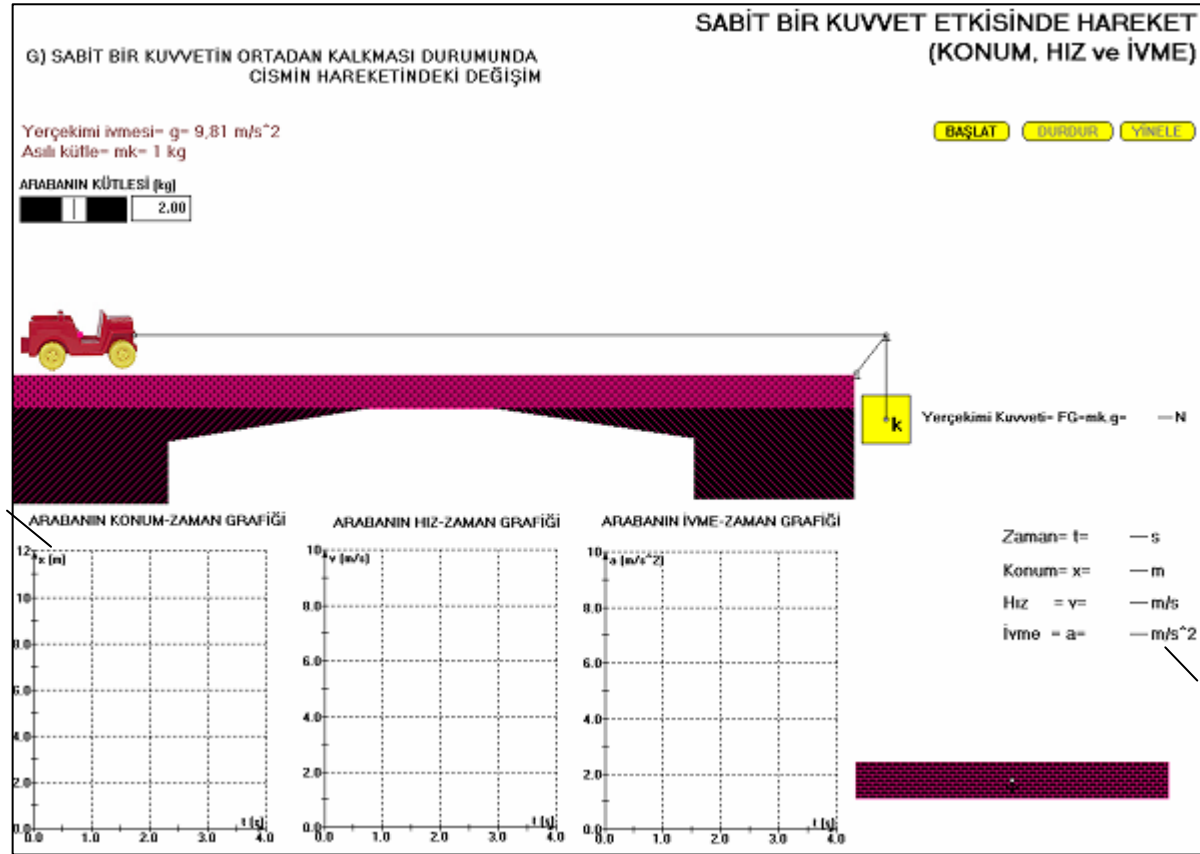 SABİT BİR KUVVET ETKİSİNDE HAREKET
(KONUM, HIZ ve İVME)
G) SABİT BİR KUVVETİN ORTADAN KALKMASI DURUMUNDA
CİSMİN HAREKETİNDEKİ DEĞİŞİM
Yerçekimi ivmesi= g= 9,81 m/s^2
Asılı kütle= mk= 1 kg
BAŞLAT DURDUR YİNELE
ARABANIN KÜTLESİ (kg)
2.00
k
Yerçekimi Kuvveti= FG=mk.g= —N
ARABANIN KONUM-ZAMAN GRAFİĞİ
12
x (m)
10
8.0
6.0
4.0
2.0
0.0
t (s)
0.0 1.0 2.0 3.0 4.0
ARABANIN HIZ-ZAMAN GRAFİĞİ
10
v (m/s)
8.0
6.0
4.0
2.0
0.0
t (s)
0.0 1.0 2.0 3.0 4.0
ARABANIN İVME-ZAMAN GRAFİĞİ
10
a (m/s^2)
8.0
6.0
4.0
2.0
0.0
t (s)
0.0 1.0 2.0 3.0 4.0
Zaman= t= —s
Konum= x= —m
Hız = v= —m/s
İvme = a= —m/s^2